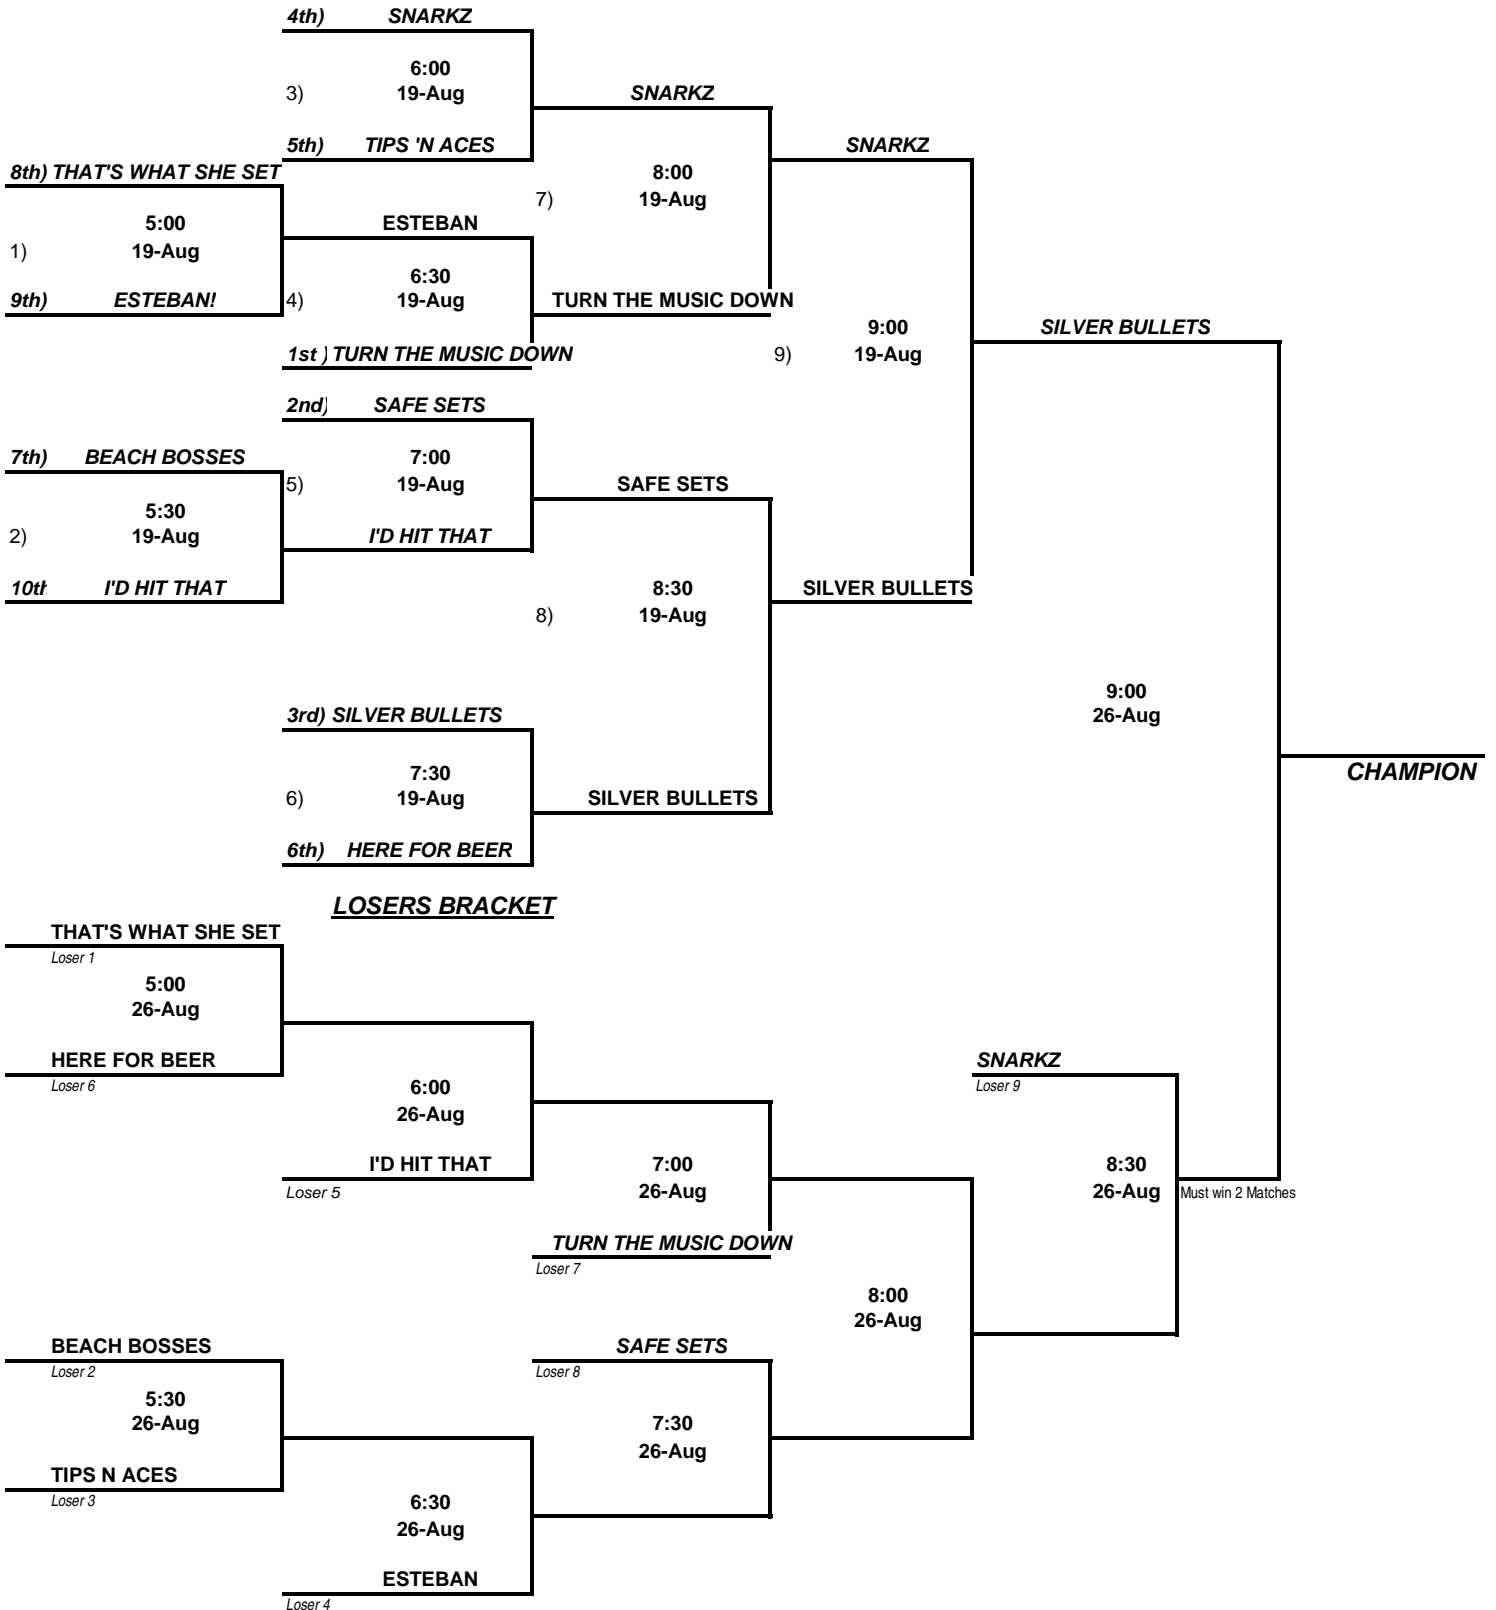 4th) SNARKZ
6:00
3) 19-Aug
SNARKZ
5th) TIPS 'N ACES
SNARKZ
8th) THAT'S WHAT SHE SET
8:00
7) 19-Aug
5:00
ESTEBAN
1) 19-Aug
6:30
9th) ESTEBAN!
4) 19-Aug
TURN THE MUSIC DOWN
9:00
SILVER BULLETS
1st ) TURN THE MUSIC DOWN
9) 19-Aug
2nd) SAFE SETS
7th) BEACH BOSSES
7:00
5) 19-Aug
SAFE SETS
5:30
2) 19-Aug
I'D HIT THAT
10th I'D HIT THAT
8:30
SILVER BULLETS
8) 19-Aug
9:00
26-Aug
3rd) SILVER BULLETS
7:30
CHAMPION
6) 19-Aug
SILVER BULLETS
6th) HERE FOR BEER
LOSERS BRACKET
THAT'S WHAT SHE SET
Loser 1
5:00
26-Aug
HERE FOR BEER
Loser 6
SNARKZ
Loser 9
6:00
26-Aug
I'D HIT THAT
Loser 5
7:00
26-Aug
8:30
26-Aug
Must win 2 Matches
TURN THE MUSIC DOWN
Loser 7
8:00
26-Aug
BEACH BOSSES
Loser 2
SAFE SETS
Loser 8
5:30
26-Aug
7:30
26-Aug
TIPS N ACES
Loser 3
6:30
26-Aug
ESTEBAN
Loser 4